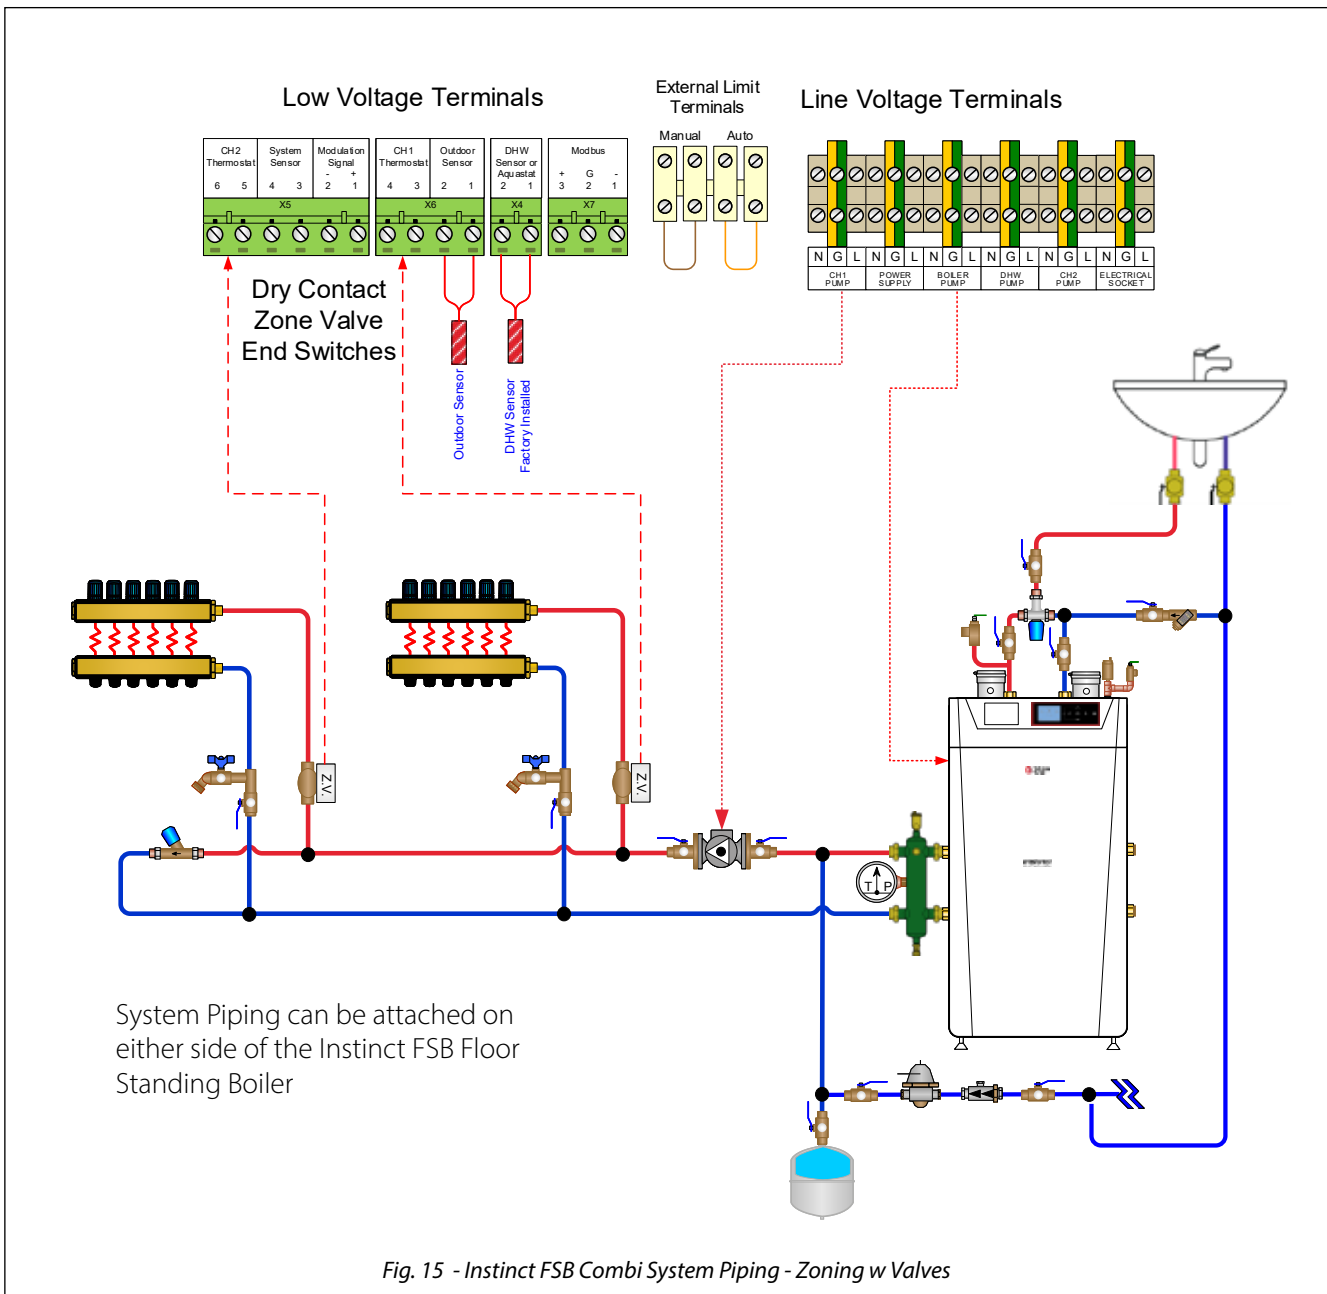 Low Voltage Terminals
External Limit
Terminals
Line Voltage Terminals
Manual Auto
CH2
Thermostat
6 5
System
Sensor
4 3
Modulation
Signal
- +
2 1
X5
CH1
Thermostat
4 3
Outdoor
Sensor
2 1
X6
DHW
Sensor or
Aquastat
2 1
X4
Modbus
+ G -
3 2 1
X7
N G L N G L N G L N G L N G L N G L
CH1
PUMP
POWER
SUPPLY
BOILER
PUMP
DHW
PUMP
CH2
PUMP
ELECTRICAL
SOCKET
Dry Contact
Zone Valve
End Switches
Outdoor Sensor
DHW Sensor
Factory Installed
Z.V.
Z.V.
T P
System Piping can be attached on
either side of the Instinct FSB Floor
Standing Boiler
Fig. 15 - Instinct FSB Combi System Piping - Zoning w Valves